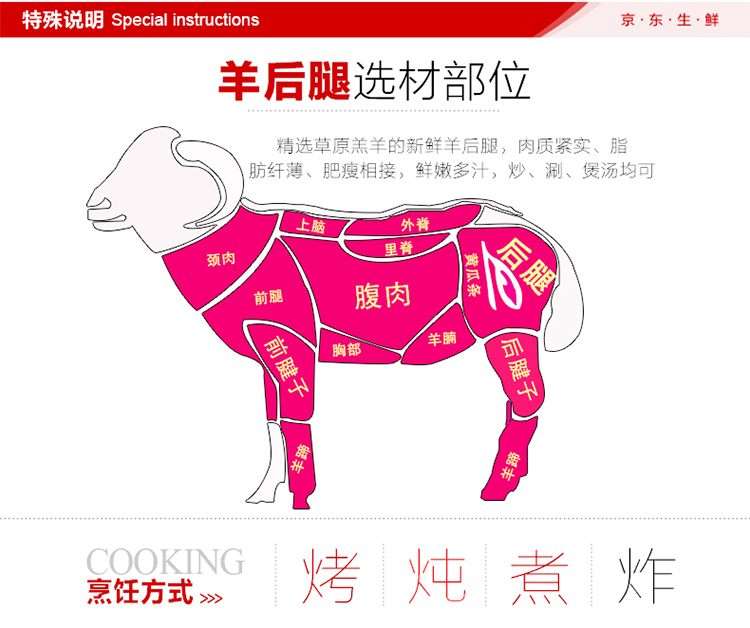 特殊说明 Special instructions
京·东·生·鲜
羊后腿选材部位
精选草原羔羊的新鲜羊后腿，肉质紧实、脂
肪纤薄、肥瘦相接，鲜嫩多汁，炒、涮、煲汤均可
上脑
外脊
里脊
颈肉
前腿
腹肉
黄瓜条
后腿
胸部
羊腩
前腱子
后腱子
羊蹄
羊蹄
COOKING
烹饪方式 >>>
烤 炖 煮 炸